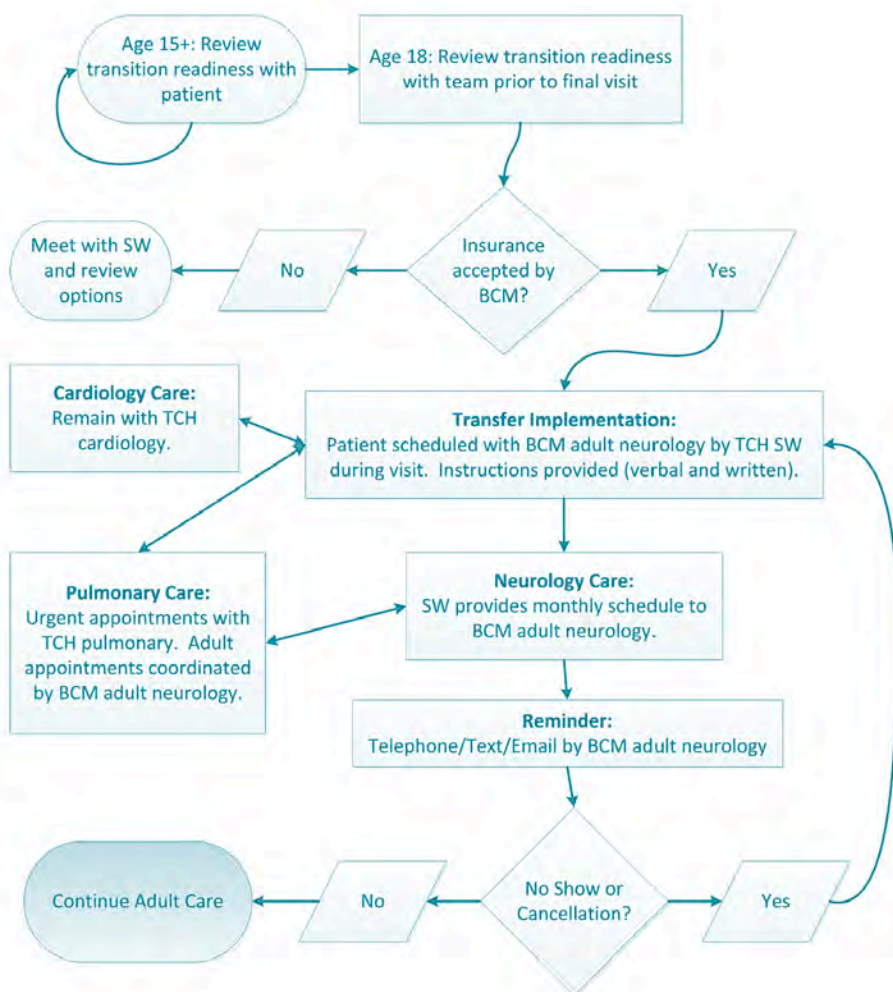 Age 15+: Review
transition readiness with
patient
Age 18: Review transition readiness
with team prior to final visit
Meet with SW
and review
options
No
Insurance
accepted by
BCM?
Yes
Cardiology Care:
Remain with TCH
cardiology.
Transfer Implementation:
Patient scheduled with BCM adult neurology by TCH SW
during visit.  Instructions provided (verbal and written).
Pulmonary Care:
Urgent appointments with
TCH pulmonary.  Adult
appointments coordinated
by BCM adult neurology.
Neurology Care:
SW provides monthly schedule to
BCM adult neurology.
Reminder:
Telephone/Text/Email by BCM adult neurology
Continue Adult Care
No
No Show or
Cancellation?
Yes